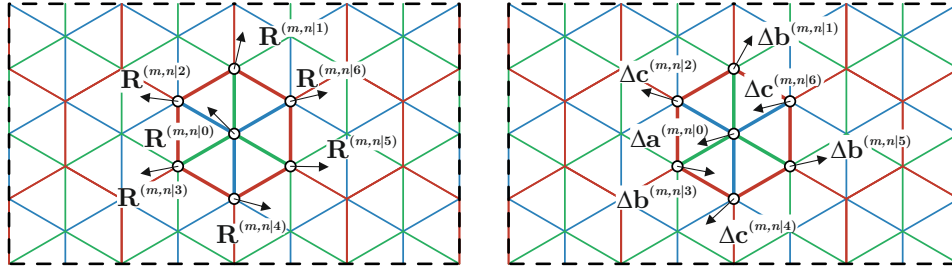 R^(m,n|1)
R^(m,n|2)
R^(m,n|6)
R^(m,n|0)
R^(m,n|5)
R^(m,n|3)
R^(m,n|4)
Δb^(m,n|1)
Δc^(m,n|2)
Δc^(m,n|6)
Δa^(m,n|0)
Δb^(m,n|5)
Δb^(m,n|3)
Δc^(m,n|4)